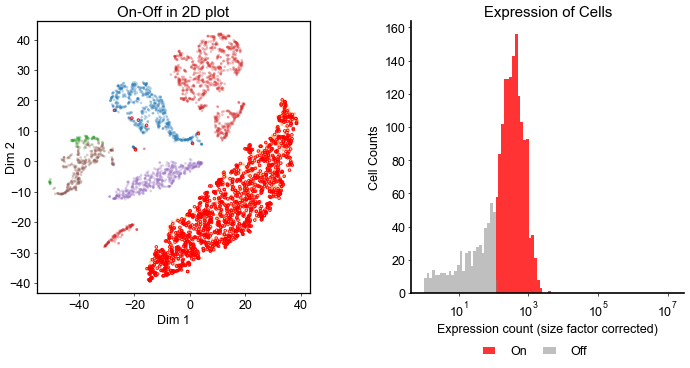 On-Off in 2D plot
Dim 2
40
30
20
10
0
−10
−20
−30
−40
−40 −20 0 20 40
Dim 1
Expression of Cells
Cell Counts
160
140
120
100
80
60
40
20
0
10^1 10^3 10^5 10^7
Expression count (size factor corrected)
On Off